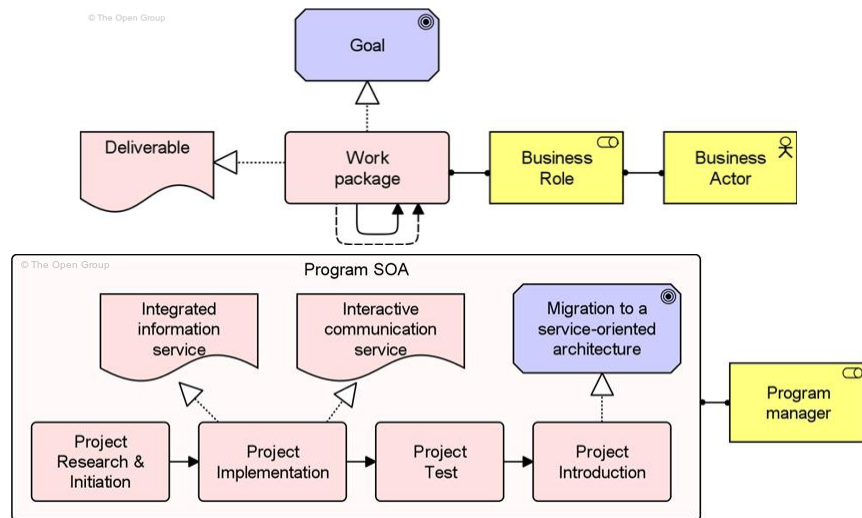 © The Open Group
Goal
Deliverable
Work
package
Business
Role
Business
Actor
© The Open Group
Program SOA
Integrated
information
service
Interactive
communication
service
Migration to a
service-oriented
architecture
Program
manager
Project
Research &
Initiation
Project
Implementation
Project
Test
Project
Introduction